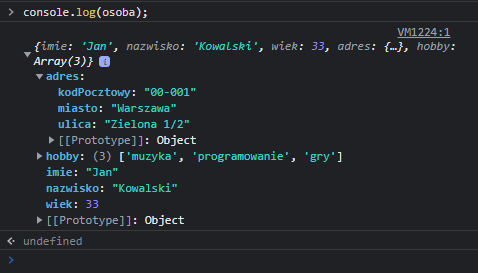 > console.log(osoba);
VM1224:1
{imie: 'Jan', nazwisko: 'Kowalski', wiek: 33, adres: {…}, hobby:
Array(3)} i
adres:
kodPocztowy: "00-001"
miasto: "Warszawa"
ulica: "Zielona 1/2"
[[Prototype]]: Object
hobby: (3) ['muzyka', 'programowanie', 'gry']
imie: "Jan"
nazwisko: "Kowalski"
wiek: 33
[[Prototype]]: Object
undefined
>